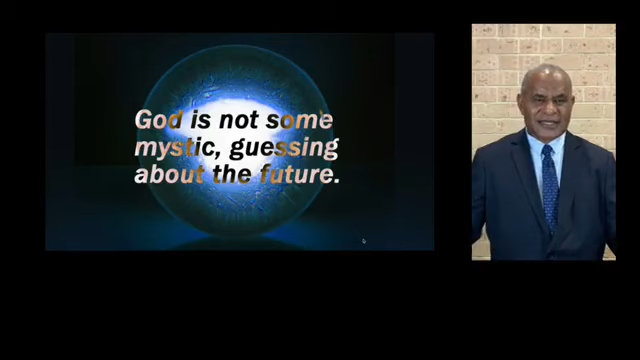 God is not some
mystic, guessing
about the future.